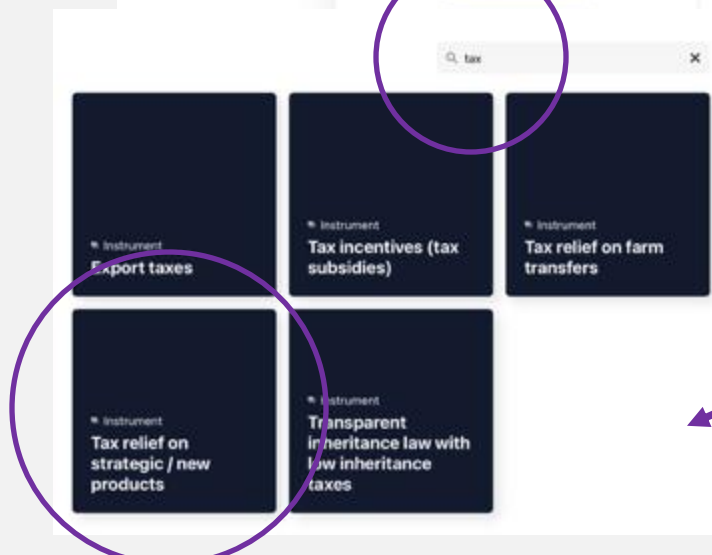 tax
Instrument
Export taxes
Instrument
Tax incentives (tax
subsidies)
Instrument
Tax relief on farm
transfers
Instrument
Tax relief on
strategic / new
products
Instrument
Transparent
inheritance law with
low inheritance
taxes